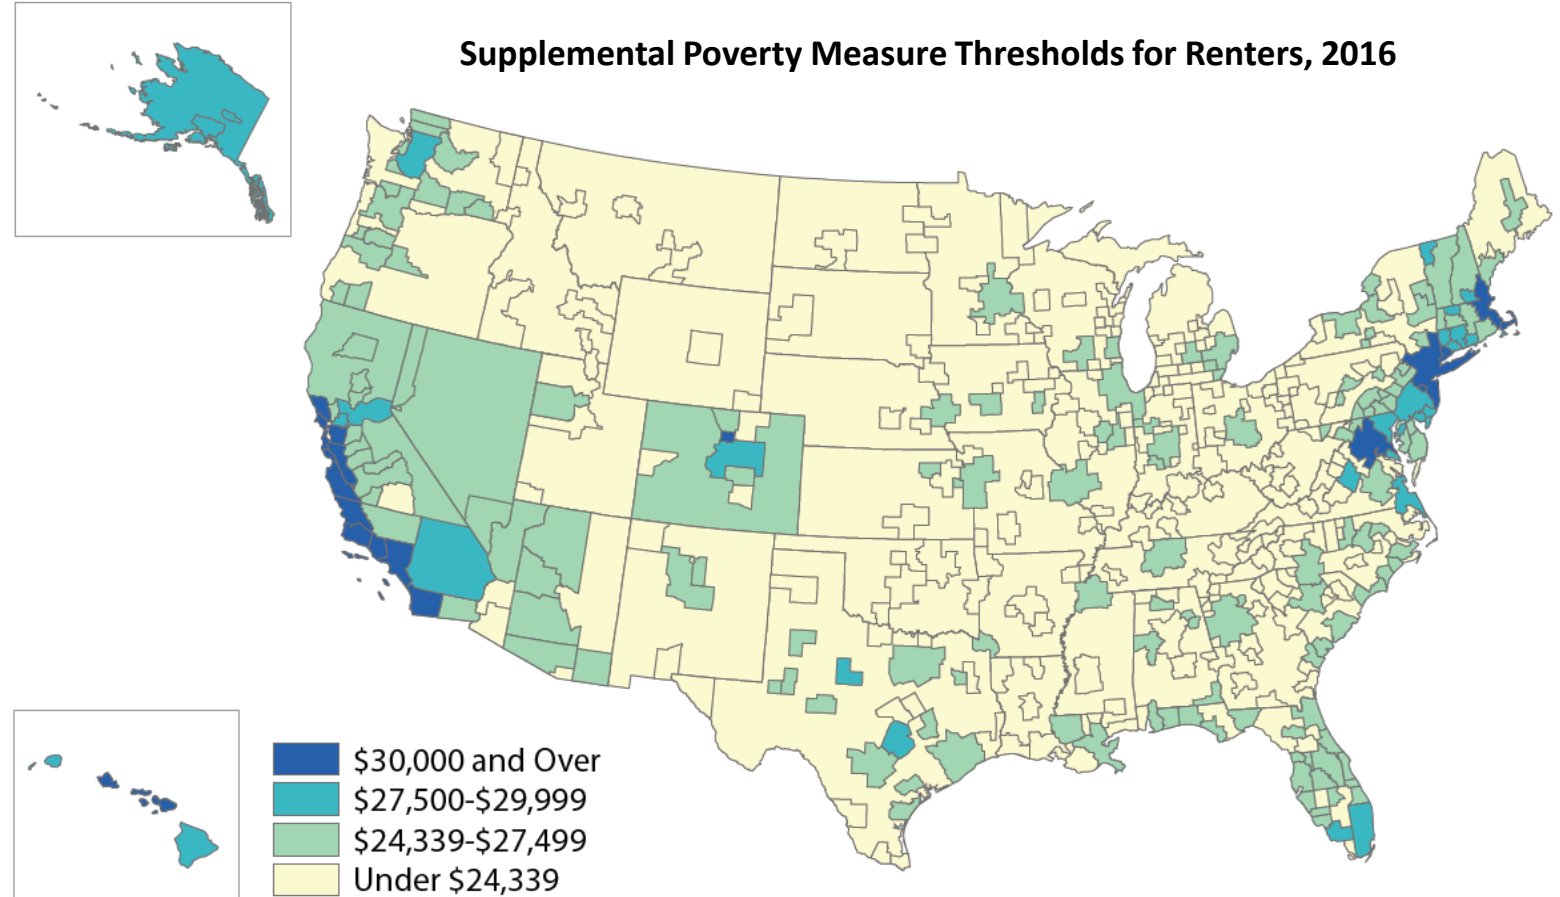 Supplemental Poverty Measure Thresholds for Renters, 2016
$30,000 and Over
$27,500-$29,999
$24,339-$27,499
Under $24,339